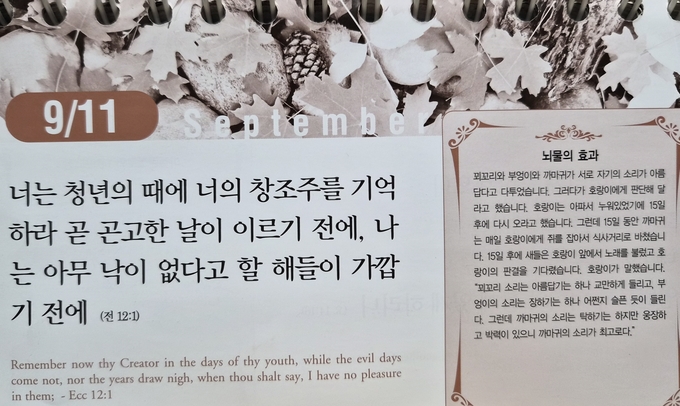 9/11
September
너는 청년의 때에 너의 창조주를 기억
하라 곧 곤고한 날이 이르기 전에, 나
는 아무 낙이 없다고 할 해들이 가깝
기 전에 (전 12:1)
Remember now thy Creator in the days of thy youth, while the evil days
come not, nor the years draw nigh, when thou shalt say, I have no pleasure
in them; - Ecc 12:1
뇌물의 효과
꾀꼬리와 부엉이와 까마귀가 서로 자기의 소리가 아름
답다고 다투었습니다. 그러다가 호랑이에게 판단해 달
라고 했습니다. 호랑이는 아파서 누워있었기에 15일
후에 다시 오라고 했습니다. 그런데 15일 동안 까마귀
는 매일 호랑이에게 쥐를 잡아서 식사거리로 바쳤습니
다. 15일 후에 새들은 호랑이 앞에서 노래를 불렀고 호
랑이의 판결을 기다렸습니다. 호랑이가 말했습니다.
"꾀꼬리 소리는 아름답기는 하나 교만하게 들리고, 부
엉이의 소리는 장하기는 하나 어쩐지 슬픈 듯이 들린
다. 그런데 까마귀의 소리는 탁하기는 하지만 웅장하
고 박력이 있으니 까마귀의 소리가 최고로다."